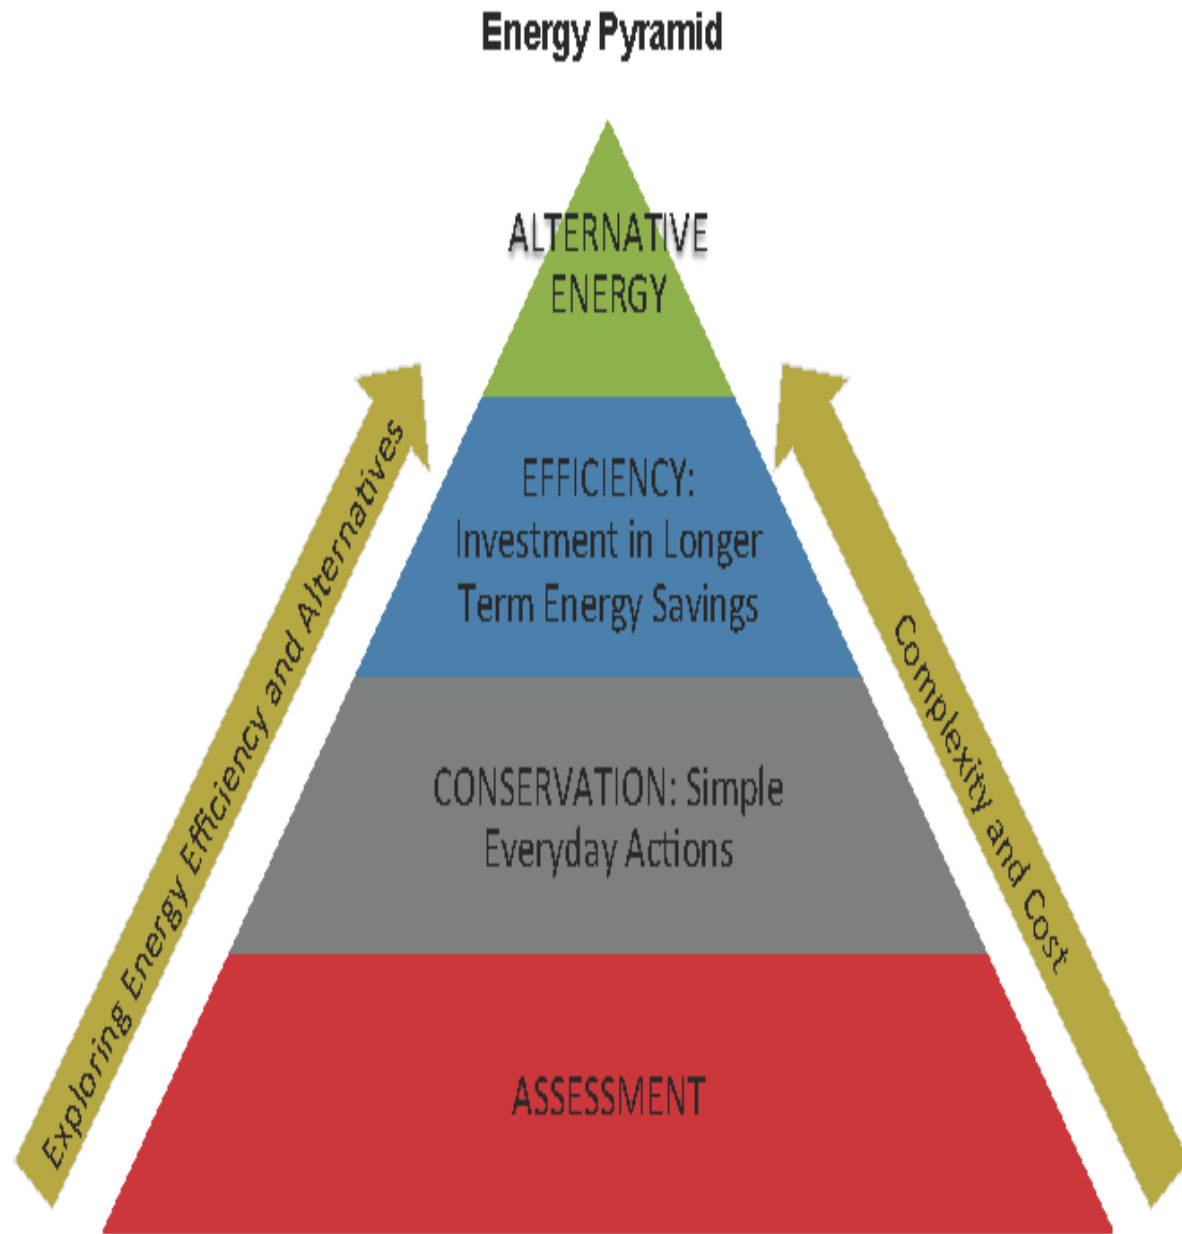 Energy Pyramid
ALTERNATIVE
ENERGY
EFFICIENCY:
Investment in Longer
Term Energy Savings
CONSERVATION: Simple
Everyday Actions
ASSESSMENT
Exploring Energy Efficiency and Alternatives
Complexity and Cost